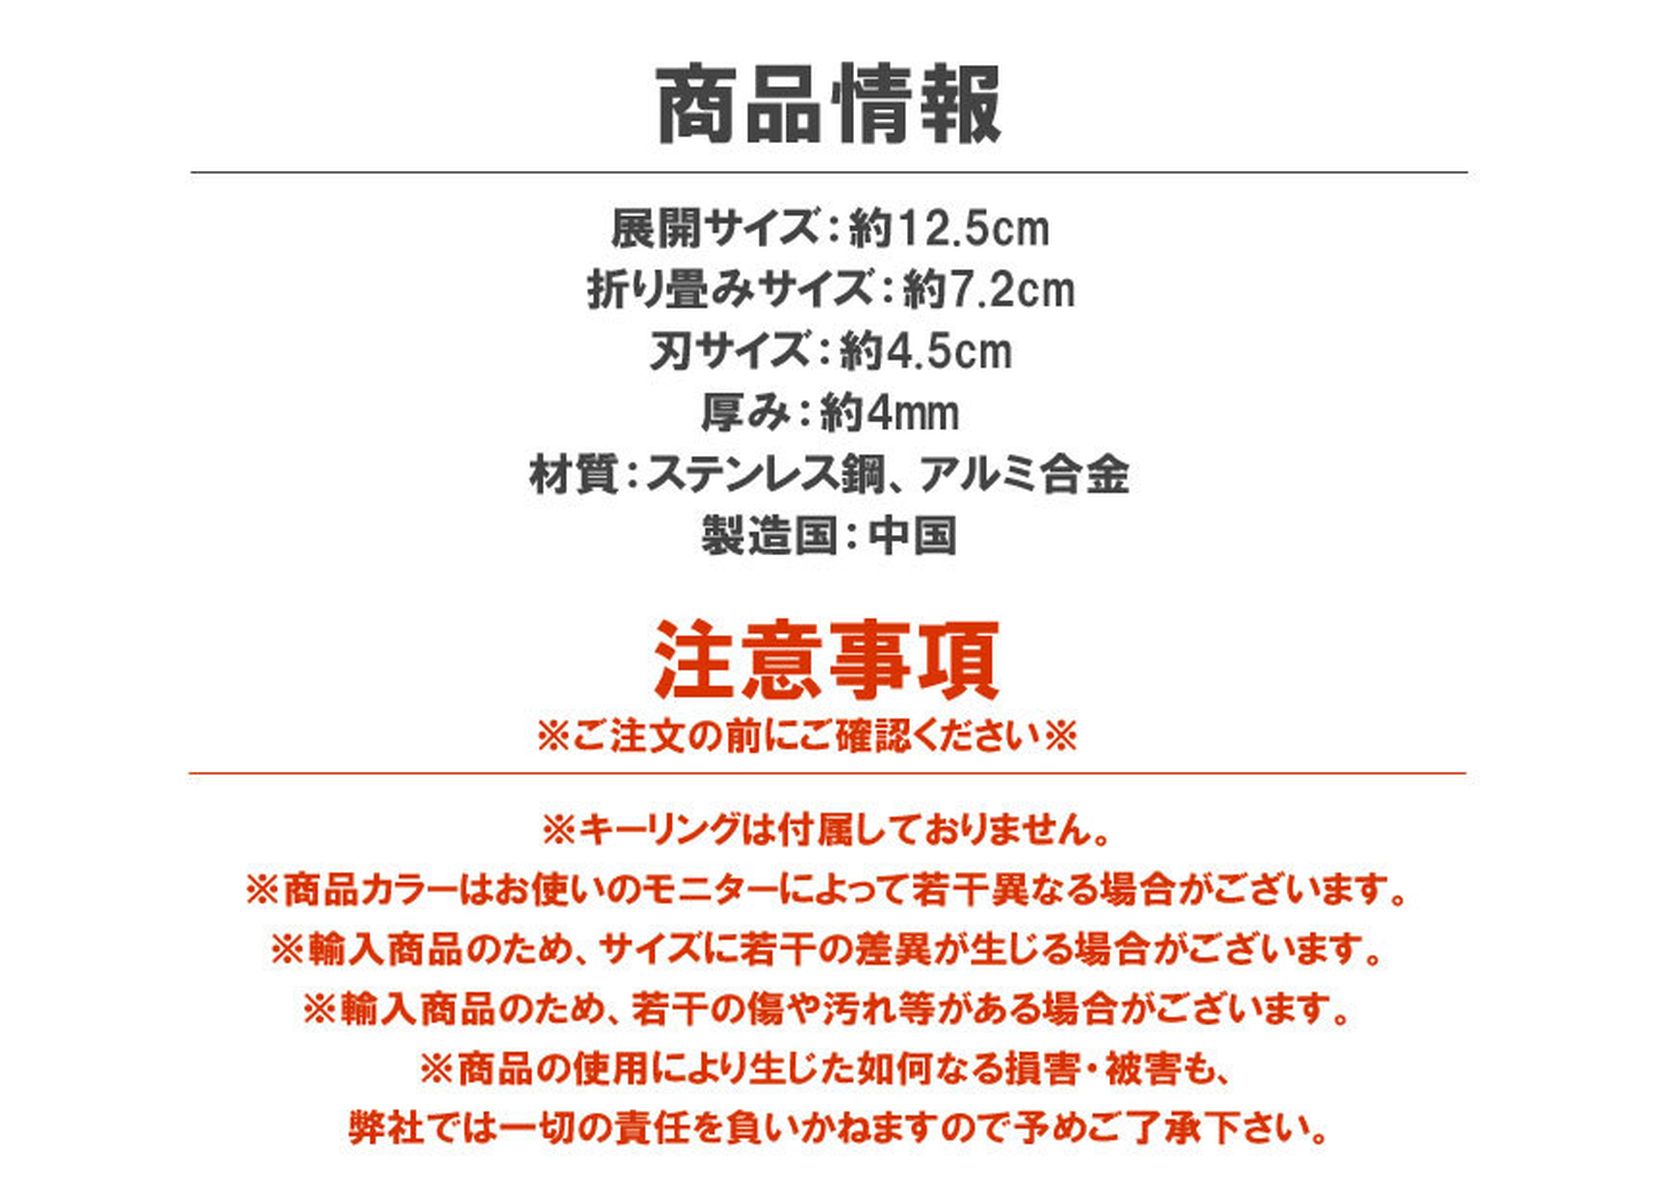 商品情報
展開サイズ：約12.5cm
折り畳みサイズ：約7.2cm
刃サイズ：約4.5cm
厚み：約4mm
材質：ステンレス鋼、アルミ合金
製造国：中国
注意事項
※ご注文の前にご確認ください※
※キーリングは付属しておりません。
※商品カラーはお使いのモニターによって若干異なる場合がございます。
※輸入商品のため、サイズに若干の差異が生じる場合がございます。
※輸入商品のため、若干の傷や汚れ等がある場合がございます。
※商品の使用により生じた如何なる損害・被害も、
弊社では一切の責任を負いかねますので予めご了承下さい。